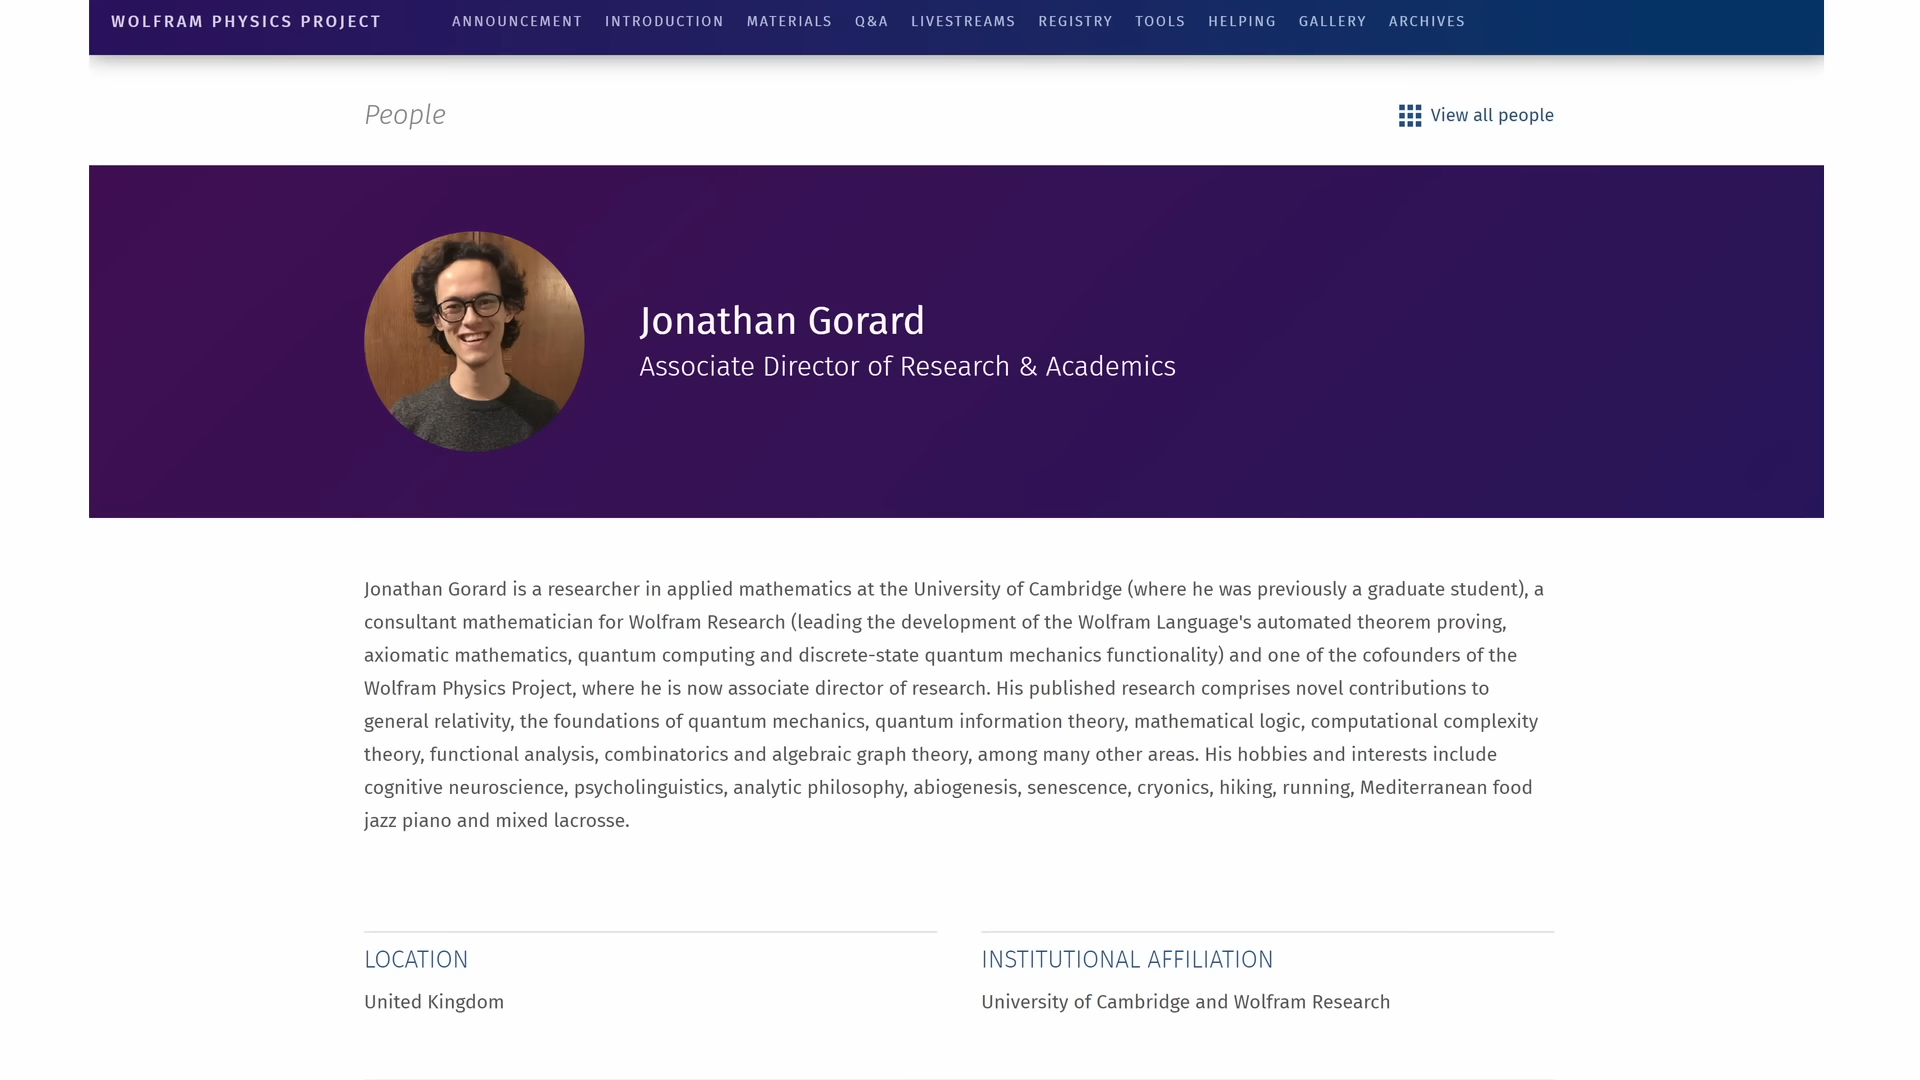 WOLFRAM PHYSICS PROJECT ANNOUNCEMENT INTRODUCTION MATERIALS Q&A LIVESTREAMS REGISTRY TOOLS HELPING GALLERY ARCHIVES
People View all people
Jonathan Gorard
Associate Director of Research & Academics
Jonathan Gorard is a researcher in applied mathematics at the University of Cambridge (where he was previously a graduate student), a
consultant mathematician for Wolfram Research (leading the development of the Wolfram Language's automated theorem proving,
axiomatic mathematics, quantum computing and discrete-state quantum mechanics functionality) and one of the cofounders of the
Wolfram Physics Project, where he is now associate director of research. His published research comprises novel contributions to
general relativity, the foundations of quantum mechanics, quantum information theory, mathematical logic, computational complexity
theory, functional analysis, combinatorics and algebraic graph theory, among many other areas. His hobbies and interests include
cognitive neuroscience, psycholinguistics, analytic philosophy, abiogenesis, senescence, cryonics, hiking, running, Mediterranean food
jazz piano and mixed lacrosse.
LOCATION
United Kingdom
INSTITUTIONAL AFFILIATION
University of Cambridge and Wolfram Research